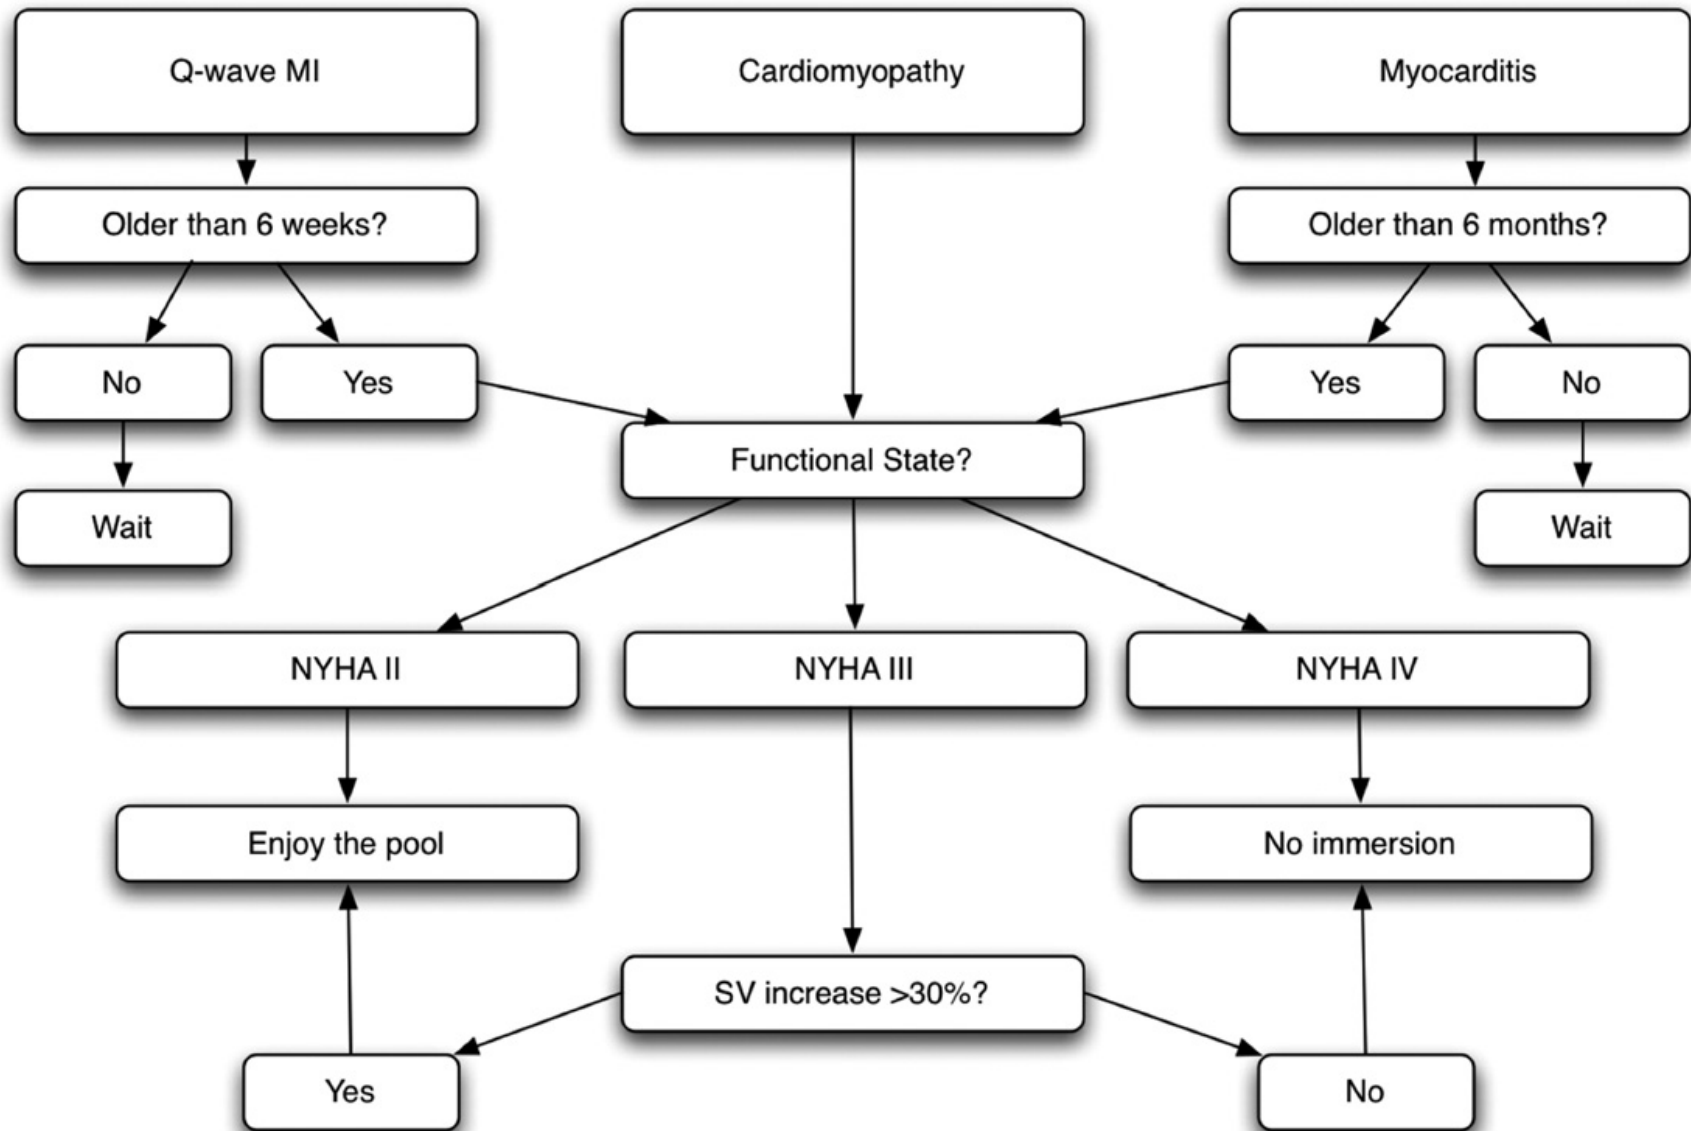 Q-wave MI
Cardiomyopathy
Myocarditis
Older than 6 weeks?
Older than 6 months?
No
Yes
Yes
No
Functional State?
Wait
Wait
NYHA II
NYHA III
NYHA IV
Enjoy the pool
No immersion
SV increase >30%?
Yes
No